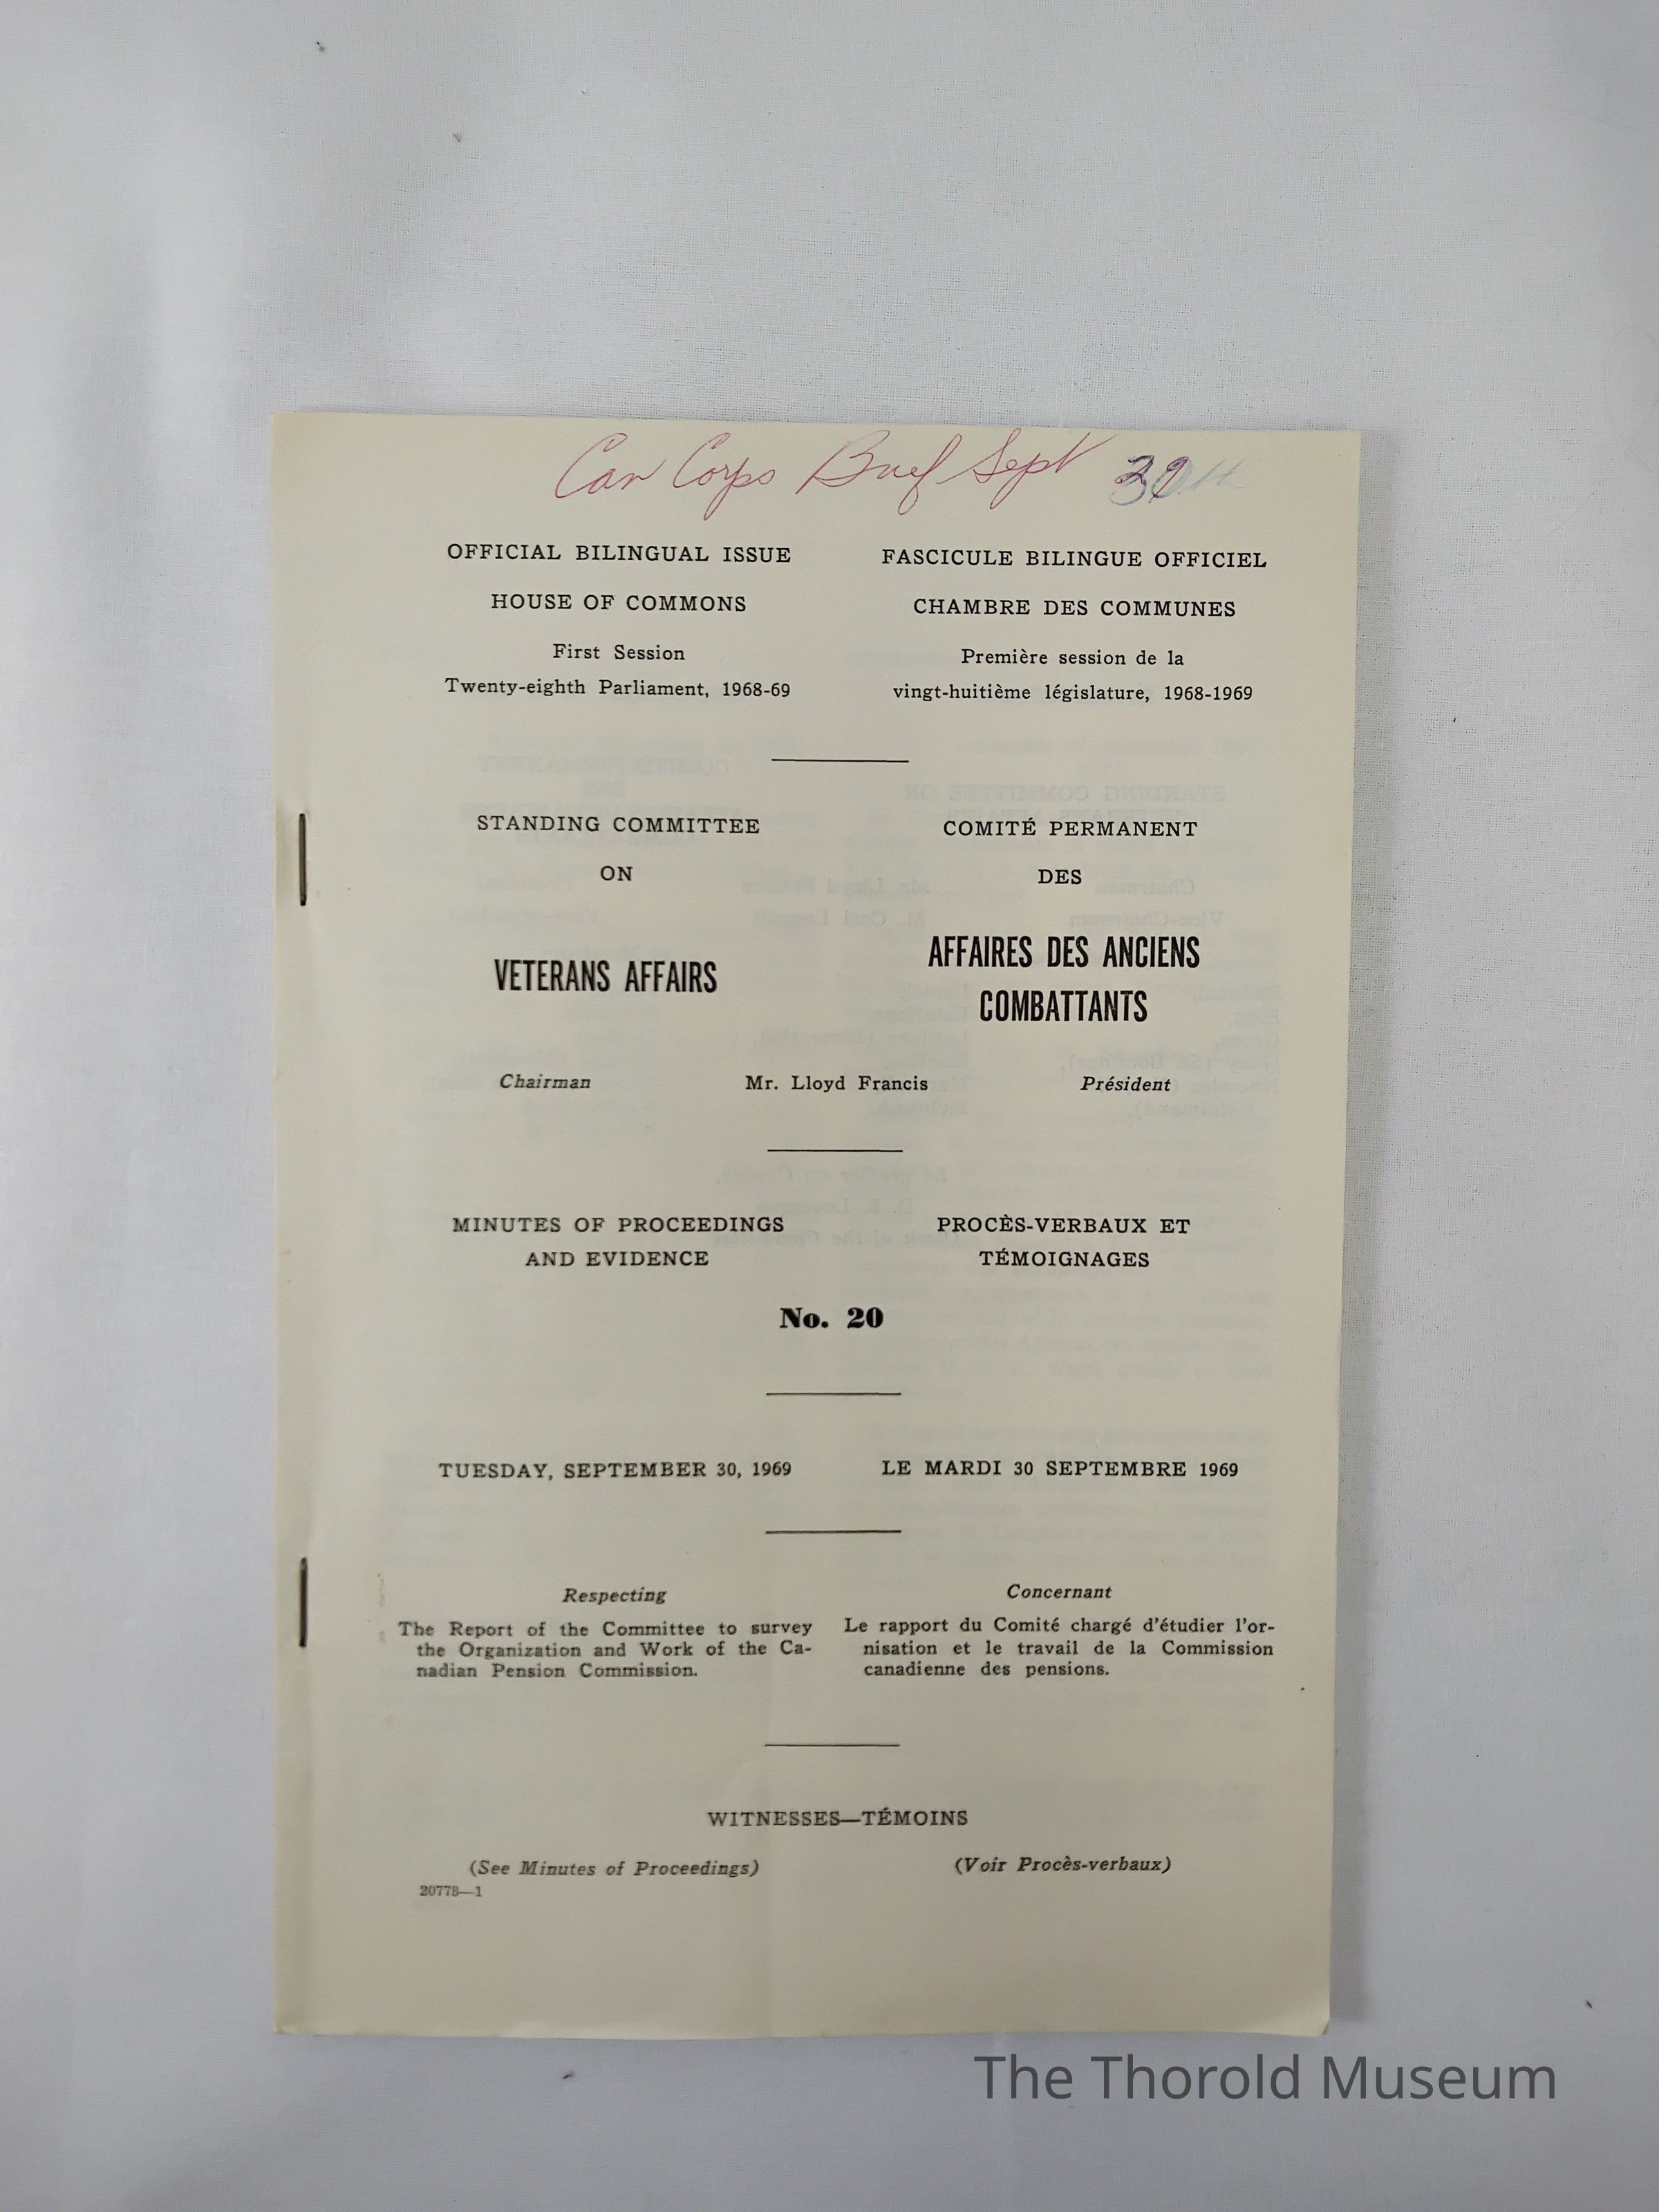 Can Corps Brief Sept 30th
OFFICIAL BILINGUAL ISSUE
HOUSE OF COMMONS
First Session
Twenty-eighth Parliament, 1968-69
FASCICULE BILINGUE OFFICIEL
CHAMBRE DES COMMUNES
Première session de la
vingt-huitième législature, 1968-1969
STANDING COMMITTEE
ON
VETERANS AFFAIRS
COMITÉ PERMANENT
DES
AFFAIRES DES ANCIENS
COMBATTANTS
Chairman Mr. Lloyd Francis Président
MINUTES OF PROCEEDINGS
AND EVIDENCE
PROCÈS-VERBAUX ET
TÉMOIGNAGES
No. 20
TUESDAY, SEPTEMBER 30, 1969
LE MARDI 30 SEPTEMBRE 1969
Respecting
The Report of the Committee to survey
the Organization and Work of the Ca-
nadian Pension Commission.
Concernant
Le rapport du Comité chargé d'étudier l'or-
nisation et le travail de la Commission
canadienne des pensions.
WITNESSES—TÉMOINS
(See Minutes of Proceedings)
(Voir Procès-verbaux)
20778—1
The Thorold Museum